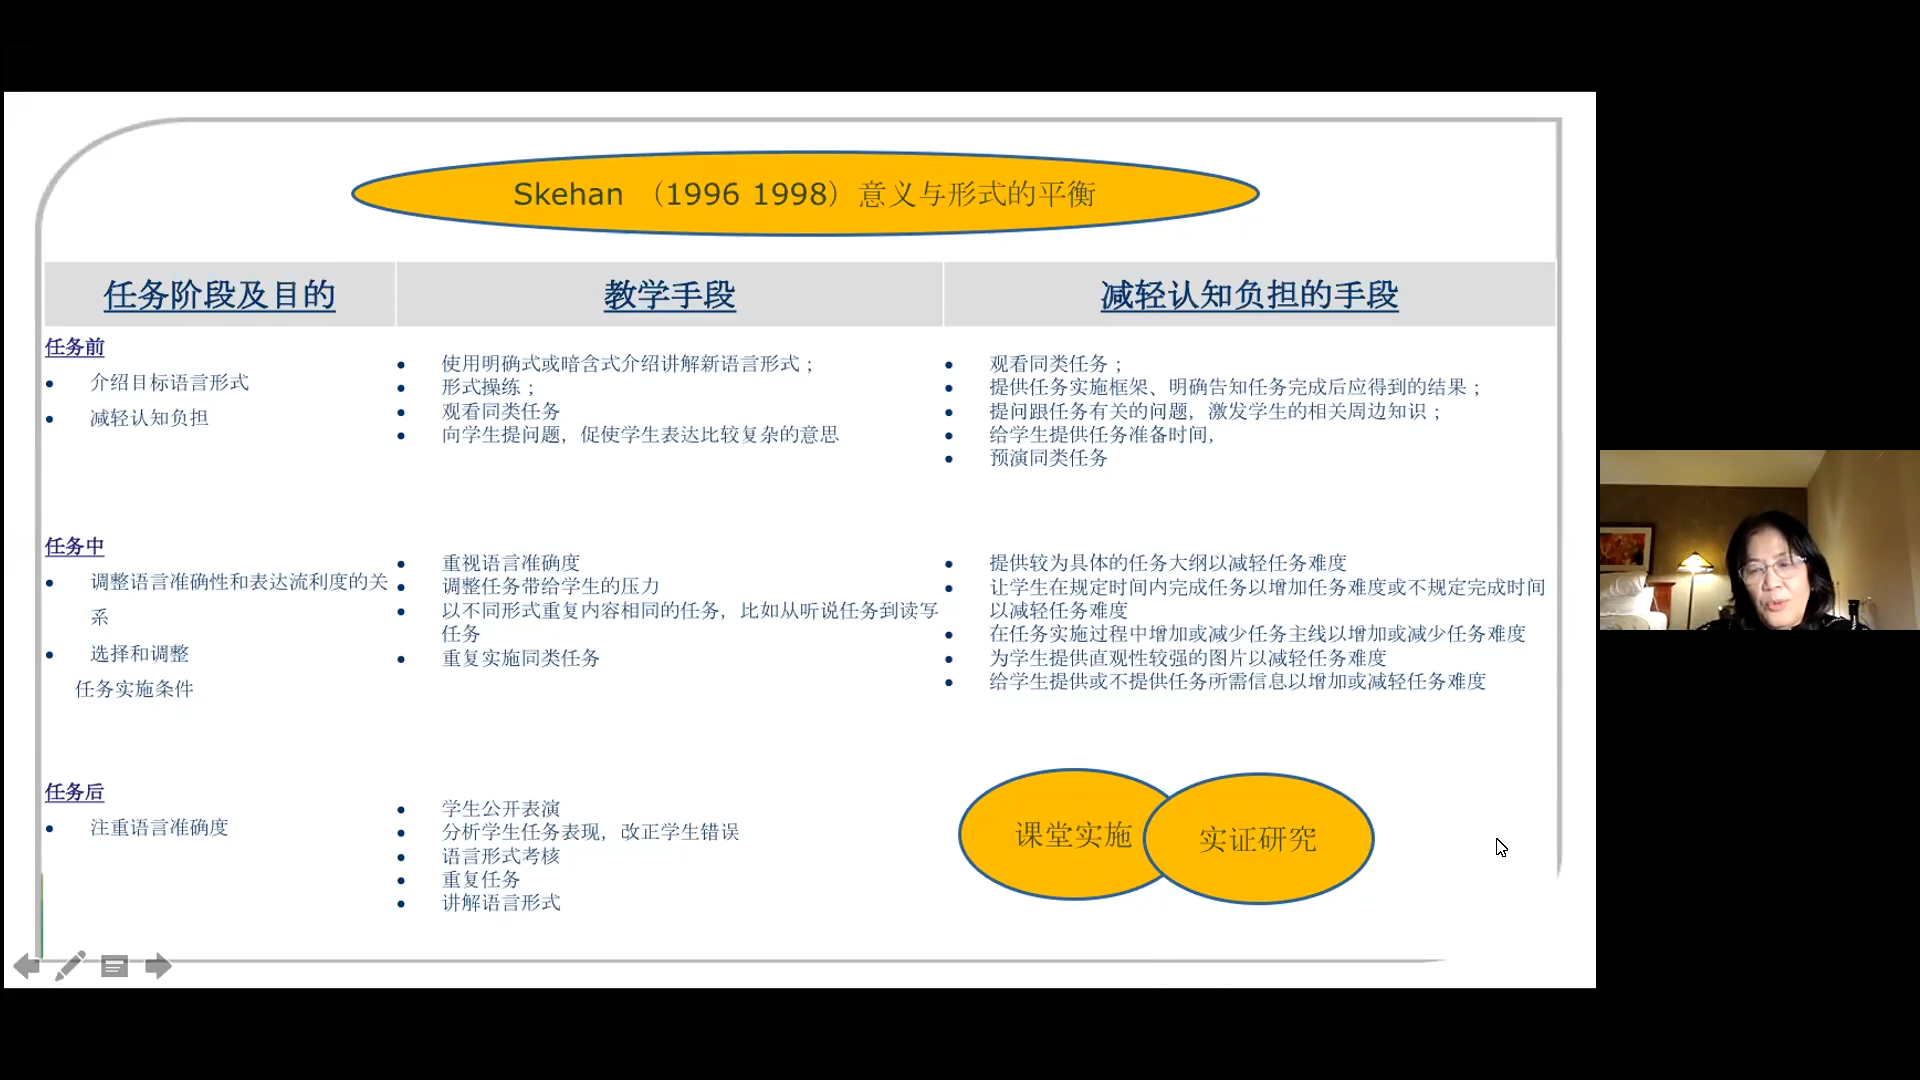 Skehan （1996 1998）意义与形式的平衡
任务阶段及目的
教学手段
减轻认知负担的手段
任务前
介绍目标语言形式
减轻认知负担
使用明确式或暗含式介绍讲解新语言形式；
形式操练；
观看同类任务
向学生提问题，促使学生表达比较复杂的意思
观看同类任务；
提供任务实施框架、明确告知任务完成后应得到的结果；
提问跟任务有关的问题，激发学生的相关周边知识；
给学生提供任务准备时间，
预演同类任务
任务中
调整语言准确性和表达流利度的关
系
选择和调整
任务实施条件
重视语言准确度
调整任务带给学生的压力
以不同形式重复内容相同的任务，比如从听说任务到读写
任务
重复实施同类任务
提供较为具体的任务大纲以减轻任务难度
让学生在规定时间内完成任务以增加任务难度或不规定完成时间
以减轻任务难度
在任务实施过程中增加或减少任务主线以增加或减少任务难度
为学生提供直观性较强的图片以减轻任务难度
给学生提供或不提供任务所需信息以增加或减轻任务难度
任务后
注重语言准确度
学生公开表演
分析学生任务表现，改正学生错误
语言形式考核
重复任务
讲解语言形式
课堂实施
实证研究